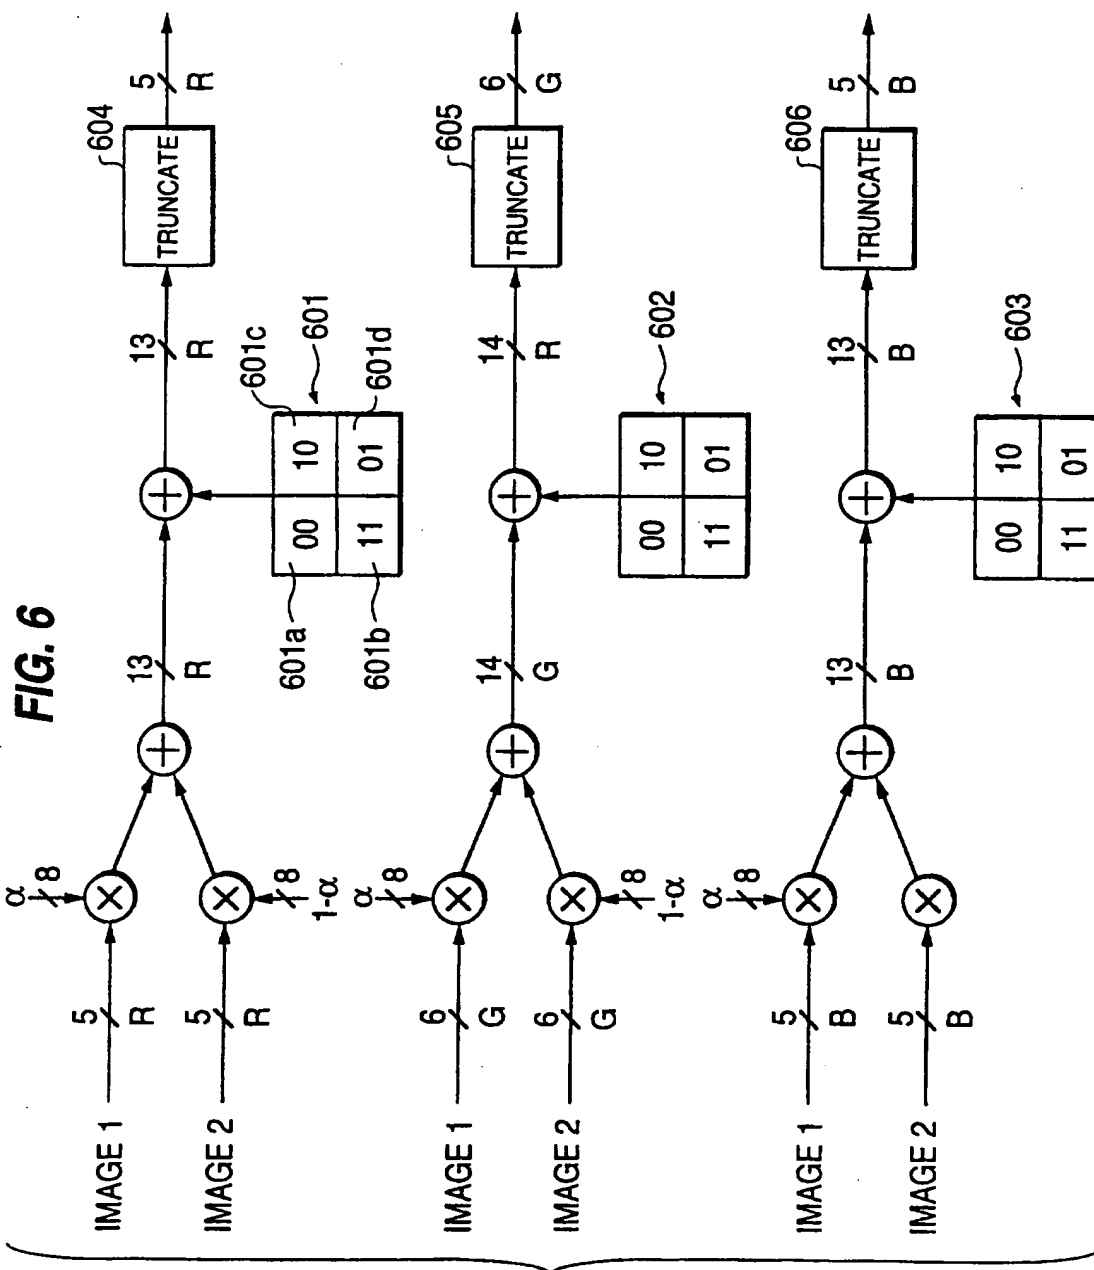 FIG. 6
IMAGE 1
5
R
α
8
IMAGE 2
5
R
8
1-α
13
R
601a
00
10
601c
601
601b
11
01
601d
13
R
604
TRUNCATE
5
R
IMAGE 1
6
G
α
8
IMAGE 2
6
G
8
1-α
14
G
00
10
602
11
01
14
R
605
TRUNCATE
6
G
IMAGE 1
5
B
α
8
IMAGE 2
5
B
13
B
00
10
603
11
01
13
B
606
TRUNCATE
5
B